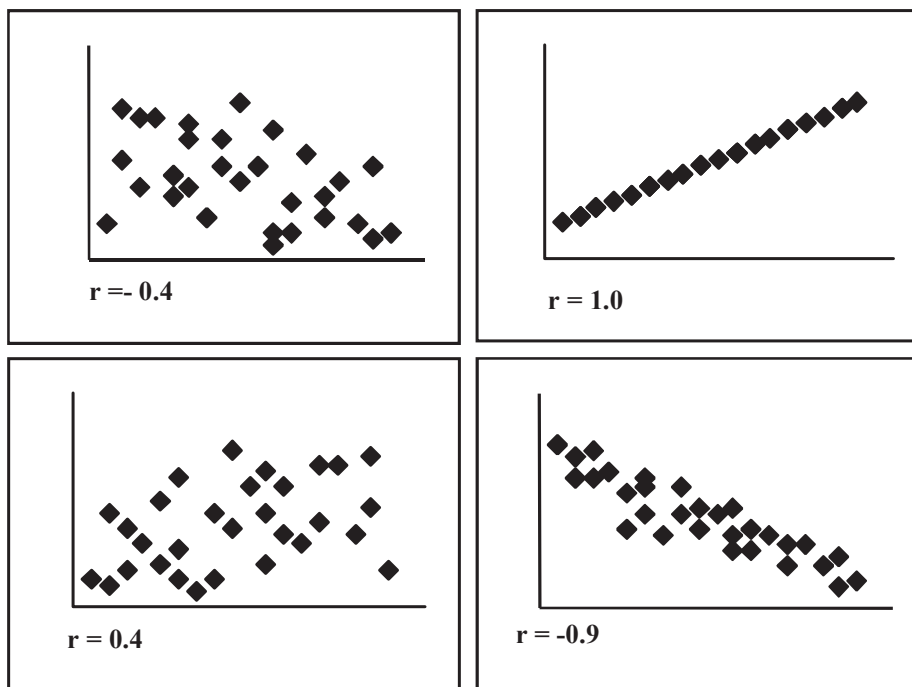 r =- 0.4
r = 1.0
r = 0.4
r = -0.9